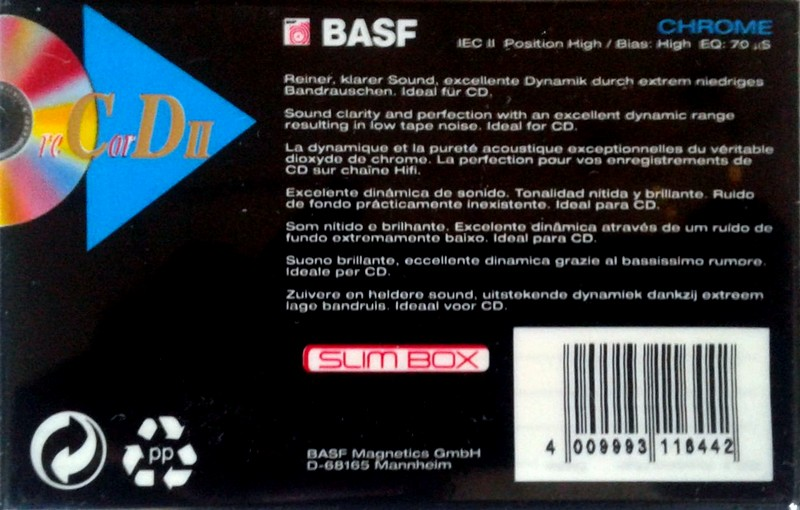 BASF
CHROME
IEC II Position High / Bias: High EQ: 70 µS
reCorDII
Reiner, klarer Sound, excellente Dynamik durch extrem niedriges
Bandrauschen. Ideal für CD.
Sound clarity and perfection with an excellent dynamic range
resulting in low tape noise. Ideal for CD.
La dynamique et la pureté acoustique exceptionnelles du véritable
dioxyde de chrome. La perfection pour vos enregistrements de
CD sur chaîne Hifi.
Excelente dinámica de sonido. Tonalidad nítida y brillante. Ruido
de fondo prácticamente inexistente. Ideal para CD.
Som nítido e brilhante. Excelente dinâmica através de um ruído de
fundo extremamente baixo. Ideal para CD.
Suono brillante, eccellente dinamica grazie al bassissimo rumore.
Ideale per CD.
Zuivere en heldere sound, uitstekende dynamiek dankzij extreem
lage bandruis. Ideaal voor CD.
SLIM BOX
PP
BASF Magnetics GmbH
D-68165 Mannheim
4 009993 116442